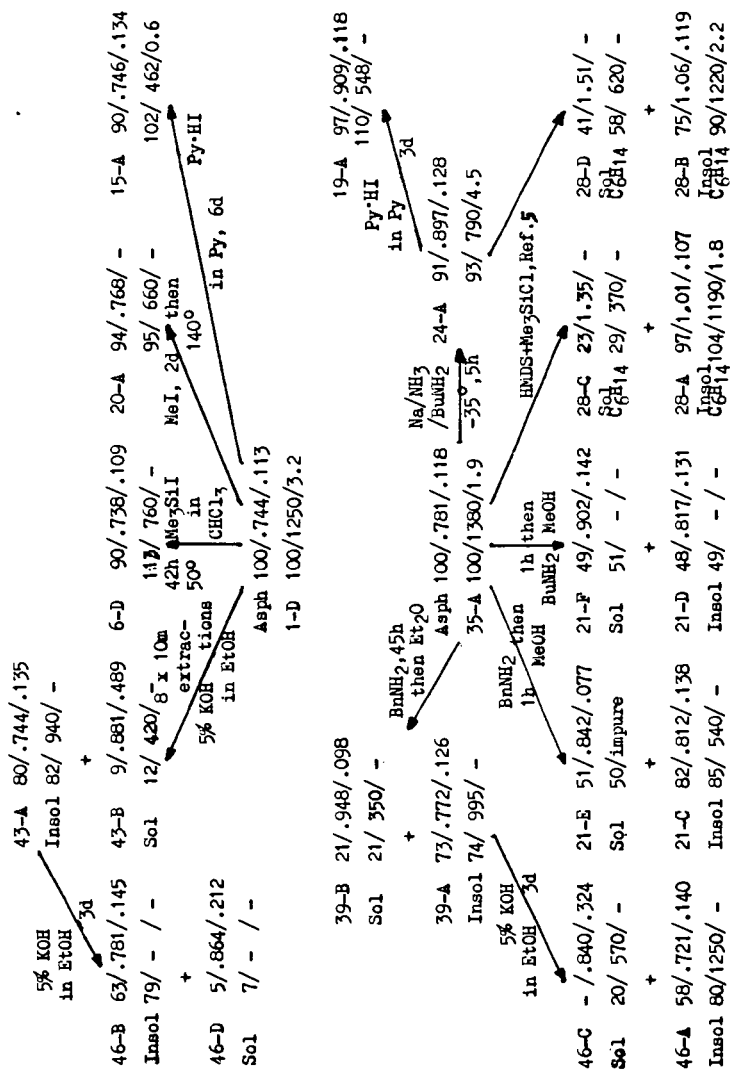 5% KOH
in EtOH
3d
43-A 80/.744/.135
Insol 82/ 940/ -
+
43-B 9/.881/.489
Sol 12/ 420/ -
46-B 63/.781/.145
Insol 79/ - / -
+
46-D 5/.864/.212
Sol 7/ - / -
8 x 10m
extrac-
tions
5% KOH
in EtOH
6-D 90/.738/.109
113/ 760/ -
42h Me3SiI
50° in
CHCl3
20-A 94/.768/ -
95/ 660/ -
MeI, 2d then
140°
15-A 90/.746/.134
102/ 462/0.6
Py·HI
in Py, 6d
Asph 100/.744/.113
1-D 100/1250/3.2
39-B 21/.948/.098
Sol 21/ 350/ -
+
39-A 73/.772/.126
Insol 74/ 995/ -
BnNH2,45h
then Et2O
Asph 100/.781/.118
35-A 100/1380/1.9
Na/NH3
/BuNH2
-35°,5h
24-A 91/.897/.128
93/ 790/4.5
Py·HI
in Py
3d
19-A 97/.909/.118
110/ 548/ -
5% KOH
in EtOH
3d
BnNH2 then
1h MeOH
1h then
BuNH2 MeOH
HMDS+Me3SiCl,Ref.5
46-C - /.840/.324
Sol 20/ 570/ -
+
46-A 58/.721/.140
Insol 80/1250/ -
21-E 51/.842/.077
Sol 50/impure
+
21-C 82/.812/.138
Insol 85/ 540/ -
21-F 49/.902/.142
Sol 51/ - / -
+
21-D 48/.817/.131
Insol 49/ - / -
28-C 23/1.35/ -
Sol
C6H14 29/ 370/ -
+
28-A 97/1.01/.107
Insol
C6H14 104/1190/1.8
28-D 41/1.51/ -
Sol
C6H14 58/ 620/ -
+
28-B 75/1.06/.119
Insol
C6H14 90/1220/2.2